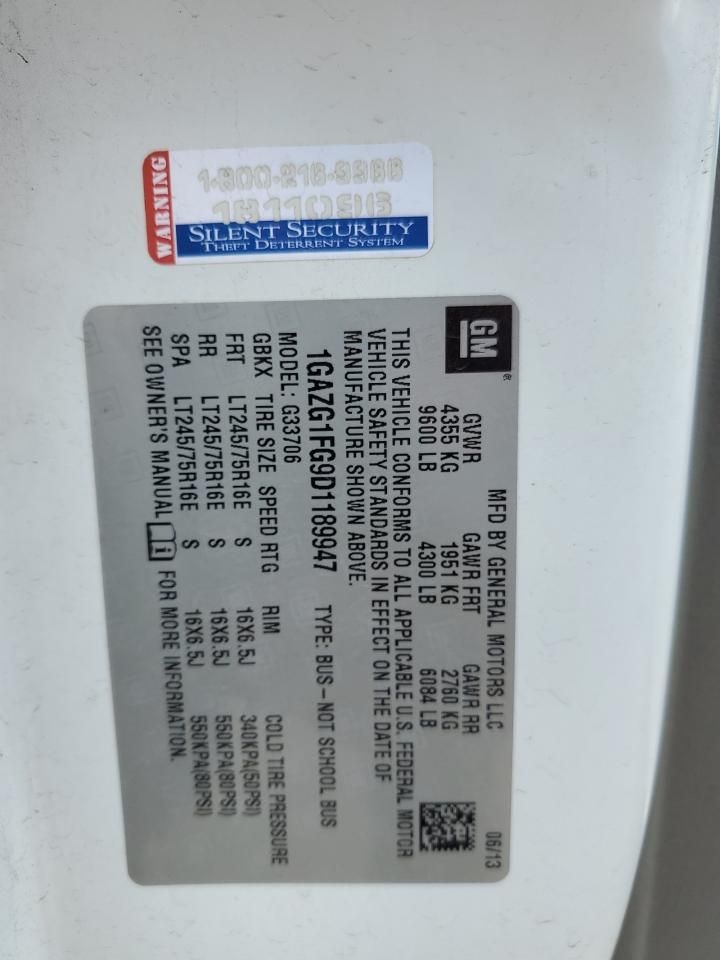 WARNING
1-800-216-9966
1811096
SILENT SECURITY
THEFT DETERRENT SYSTEM
GM ®
MFD BY GENERAL MOTORS LLC 06/13
GVWR GAWR FRT GAWR RR
4355 KG 1951 KG 2760 KG
9600 LB 4300 LB 6084 LB
THIS VEHICLE CONFORMS TO ALL APPLICABLE U.S. FEDERAL MOTOR
VEHICLE SAFETY STANDARDS IN EFFECT ON THE DATE OF
MANUFACTURE SHOWN ABOVE.
1GAZG1FG9D1189947 TYPE: BUS-NOT SCHOOL BUS
MODEL: G33706
GBKX TIRE SIZE SPEED RTG RIM COLD TIRE PRESSURE
FRT LT245/75R16E S 16X6.5J 340KPA(50PSI)
RR LT245/75R16E S 16X6.5J 550KPA(80PSI)
SPA LT245/75R16E S 16X6.5J 550KPA(80PSI)
SEE OWNER'S MANUAL FOR MORE INFORMATION.